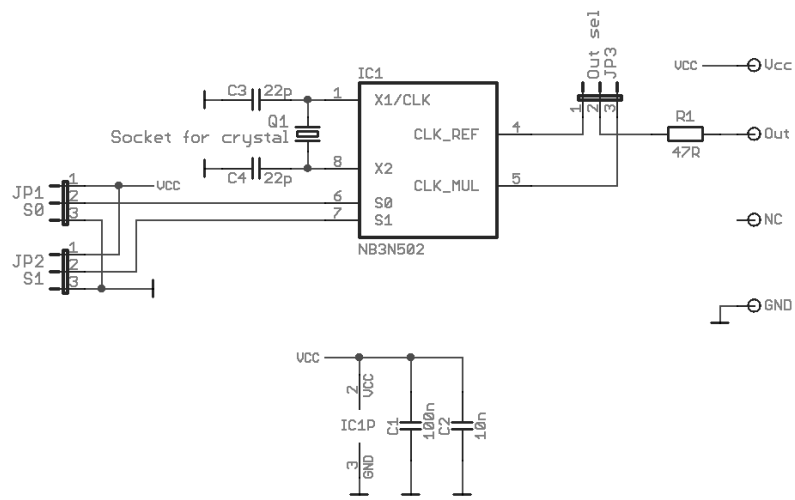 Out sel
JP3
IC1
VCC
Vcc
C3
22p
1
X1/CLK
1
2
3
Q1
Socket for crystal
CLK_REF
4
R1
47R
Out
C4
22p
8
X2
JP1
S0
1
2
3
VCC
6
S0
7
S1
CLK_MUL
5
NC
JP2
S1
1
2
3
NB3N502
GND
VCC
2
VCC
IC1P
C1
100n
C2
10n
3
GND